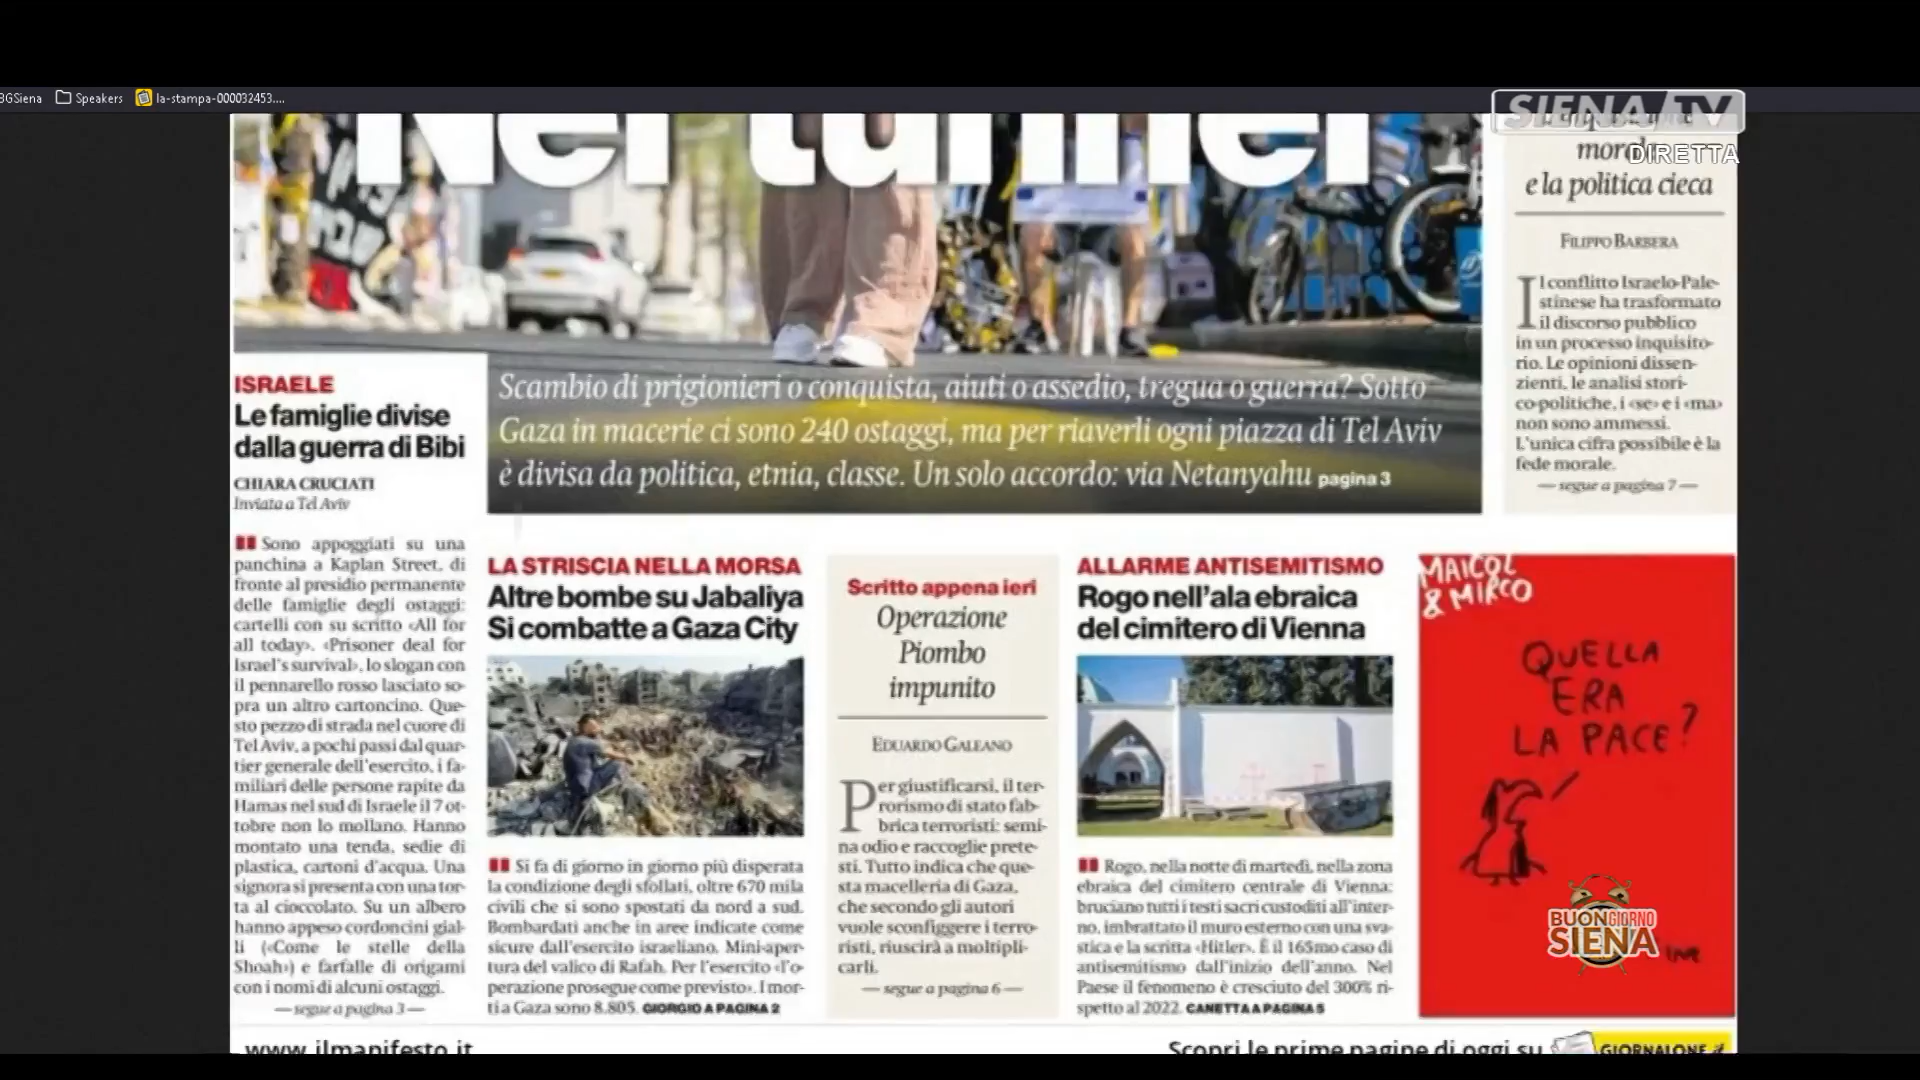 BGSiena
Speakers
la-stampa-000032453....
SIENA TV
DIRETTA
Nel tunnel
e la politica cieca
FILIPPO BARBERA
Il conflitto Israelo-Pale-
stinese ha trasformato
il discorso pubblico
in un processo inquisito-
rio. Le opinioni dissen-
zienti, le analisi stori-
co-politiche, i «se» e i «ma»
non sono ammessi.
L'unica cifra possibile è la
fede morale.
— segue a pagina 7 —
Scambio di prigionieri o conquista, aiuti o assedio, tregua o guerra? Sotto
Gaza in macerie ci sono 240 ostaggi, ma per riaverli ogni piazza di Tel Aviv
è divisa da politica, etnia, classe. Un solo accordo: via Netanyahu pagina 3
ISRAELE
Le famiglie divise
dalla guerra di Bibi
CHIARA CRUCIATI
Inviata a Tel Aviv
Sono appoggiati su una
panchina a Kaplan Street, di
fronte al presidio permanente
delle famiglie degli ostaggi:
cartelli con su scritto «All for
all today», «Prisoner deal for
Israel's survival», lo slogan con
il pennarello rosso lasciato so-
pra un altro cartoncino. Que-
sto pezzo di strada nel cuore di
Tel Aviv, a pochi passi dal quar-
tier generale dell'esercito, i fa-
miliari delle persone rapite da
Hamas nel sud di Israele il 7 ot-
tobre non lo mollano. Hanno
montato una tenda, sedie di
plastica, cartoni d'acqua. Una
signora si presenta con una tor-
ta al cioccolato. Su un albero
hanno appeso cordoncini gial-
li («Come le stelle della
Shoah») e farfalle di origami
con i nomi di alcuni ostaggi.
— segue a pagina 3 —
LA STRISCIA NELLA MORSA
Altre bombe su Jabaliya
Si combatte a Gaza City
Si fa di giorno in giorno più disperata
la condizione degli sfollati, oltre 670 mila
civili che si sono spostati da nord a sud.
Bombardati anche in aree indicate come
sicure dall'esercito israeliano. Mini-aper-
tura del valico di Rafah. Per l'esercito «l'o-
perazione prosegue come previsto». I mor-
ti a Gaza sono 8.805. GIORGIO A PAGINA 2
Scritto appena ieri
Operazione
Piombo
impunito
EDUARDO GALEANO
Per giustificarsi, il ter-
rorismo di stato fab-
brica terroristi: semi-
na odio e raccoglie prete-
sti. Tutto indica che que-
sta macelleria di Gaza,
che secondo gli autori
vuole sconfiggere i terro-
risti, riuscirà a moltipli-
carli.
— segue a pagina 6 —
ALLARME ANTISEMITISMO
Rogo nell'ala ebraica
del cimitero di Vienna
Rogo, nella notte di martedì, nella zona
ebraica del cimitero centrale di Vienna:
bruciano tutti i testi sacri custoditi all'inter-
no, imbrattato il muro esterno con una sva-
stica e la scritta «Hitler». È il 165mo caso di
antisemitismo dall'inizio dell'anno. Nel
Paese il fenomeno è cresciuto del 300% ri-
spetto al 2022. CANETTA A PAGINA 5
MAICOL
& MIRCO
QUELLA
ERA
LA PACE?
BUONGIORNO
SIENA
www.ilmanifesto.it
Scopri le prime pagine di oggi su
GIORNALONE.it